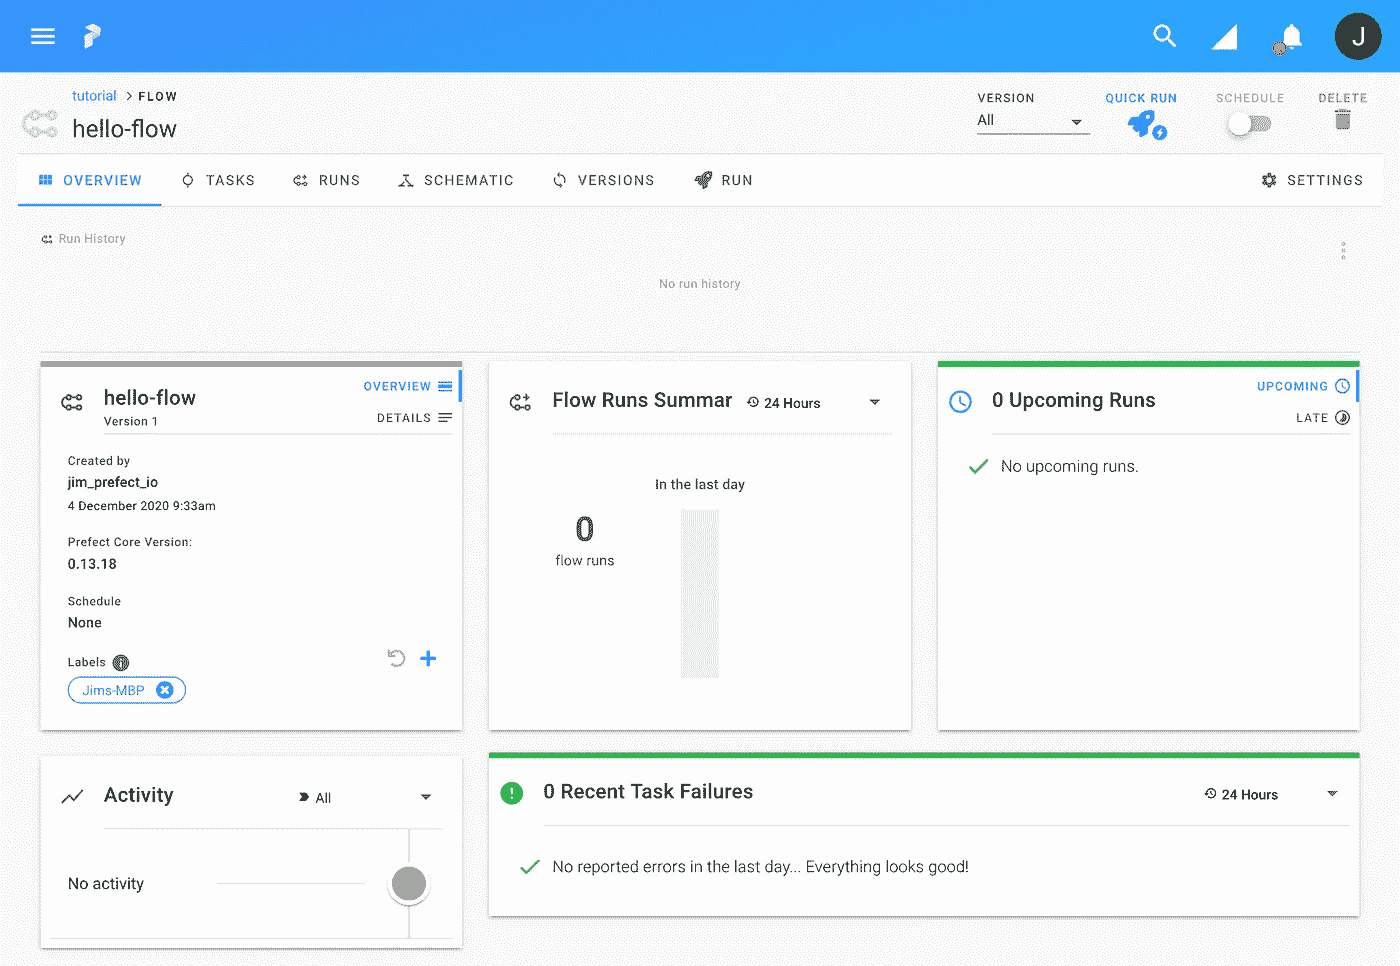 J
tutorial > FLOW
hello-flow
VERSION
All
QUICK RUN
SCHEDULE
DELETE
OVERVIEW
TASKS
RUNS
SCHEMATIC
VERSIONS
RUN
SETTINGS
Run History
No run history
hello-flow
Version 1
OVERVIEW
DETAILS
Created by
jim_prefect_io
4 December 2020 9:33am
Prefect Core Version:
0.13.18
Schedule
None
Labels
Jims-MBP
Flow Runs Summar
24 Hours
In the last day
0
flow runs
0 Upcoming Runs
UPCOMING
LATE
No upcoming runs.
Activity
All
No activity
0 Recent Task Failures
24 Hours
No reported errors in the last day... Everything looks good!